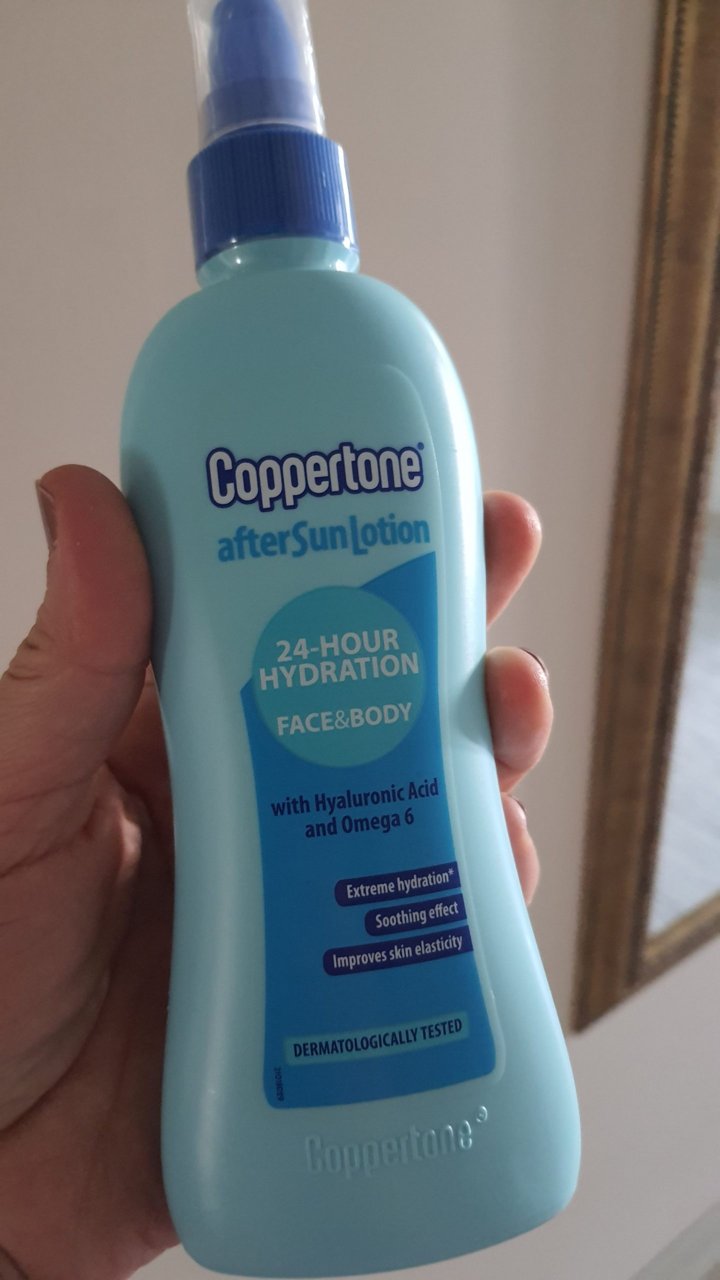 Coppertone
afterSunLotion
24-HOUR
HYDRATION
FACE&BODY
with Hyaluronic Acid
and Omega 6
Extreme hydration*
Soothing effect
Improves skin elasticity
DERMATOLOGICALLY TESTED
Coppertone